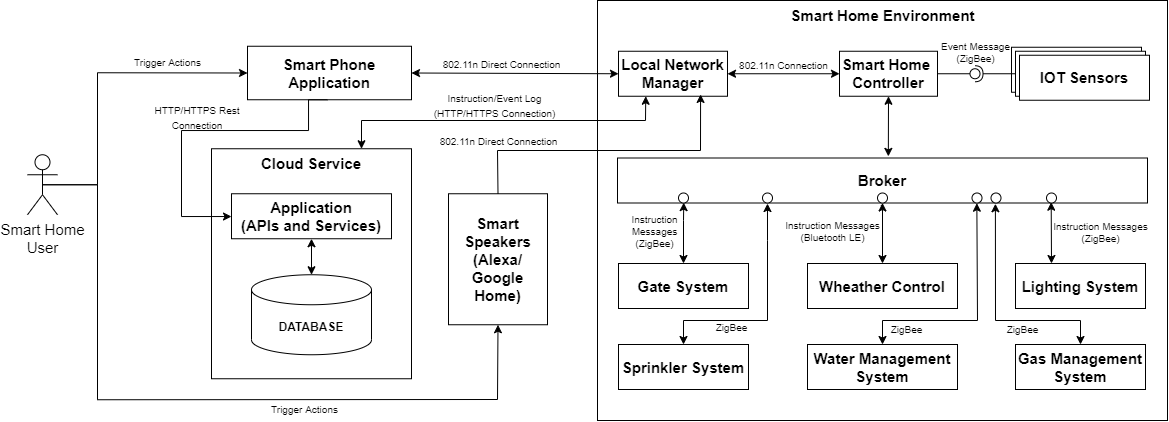 Smart Home Environment
Trigger Actions
Smart Phone
Application
802.11n Direct Connection
Local Network
Manager
802.11n Connection
Smart Home
Controller
Event Message
(ZigBee)
IOT Sensors
HTTP/HTTPS Rest
Connection
Instruction/Event Log
(HTTP/HTTPS Connection)
802.11n Direct Connection
Cloud Service
Application
(APIs and Services)
DATABASE
Smart Home
User
Smart
Speakers
(Alexa/
Google
Home)
Trigger Actions
Broker
Instruction
Messages
(ZigBee)
Instruction Messages
(Bluetooth LE)
Instruction Messages
(ZigBee)
Gate System
Wheather Control
Lighting System
ZigBee
ZigBee
ZigBee
Sprinkler System
Water Management
System
Gas Management
System